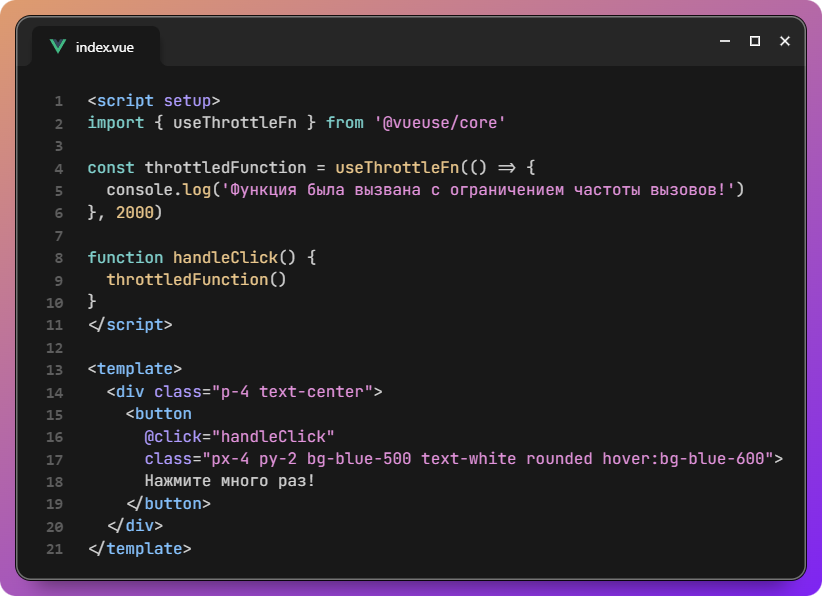 index.vue
1 <script setup>
2 import { useThrottleFn } from '@vueuse/core'
3
4 const throttledFunction = useThrottleFn(() => {
5   console.log('Функция была вызвана с ограничением частоты вызовов!')
6 }, 2000)
7
8 function handleClick() {
9   throttledFunction()
10 }
11 </script>
12
13 <template>
14   <div class="p-4 text-center">
15     <button
16       @click="handleClick"
17       class="px-4 py-2 bg-blue-500 text-white rounded hover:bg-blue-600">
18       Нажмите много раз!
19     </button>
20   </div>
21 </template>